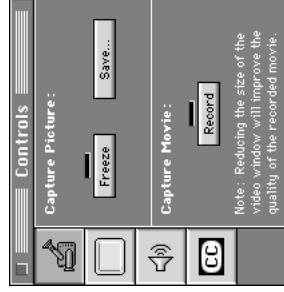 Controls
Capture Picture:
Freeze
Save...
Capture Movie:
Record
CC
Note: Reducing the size of the
video window will improve the
quality of the recorded movie.